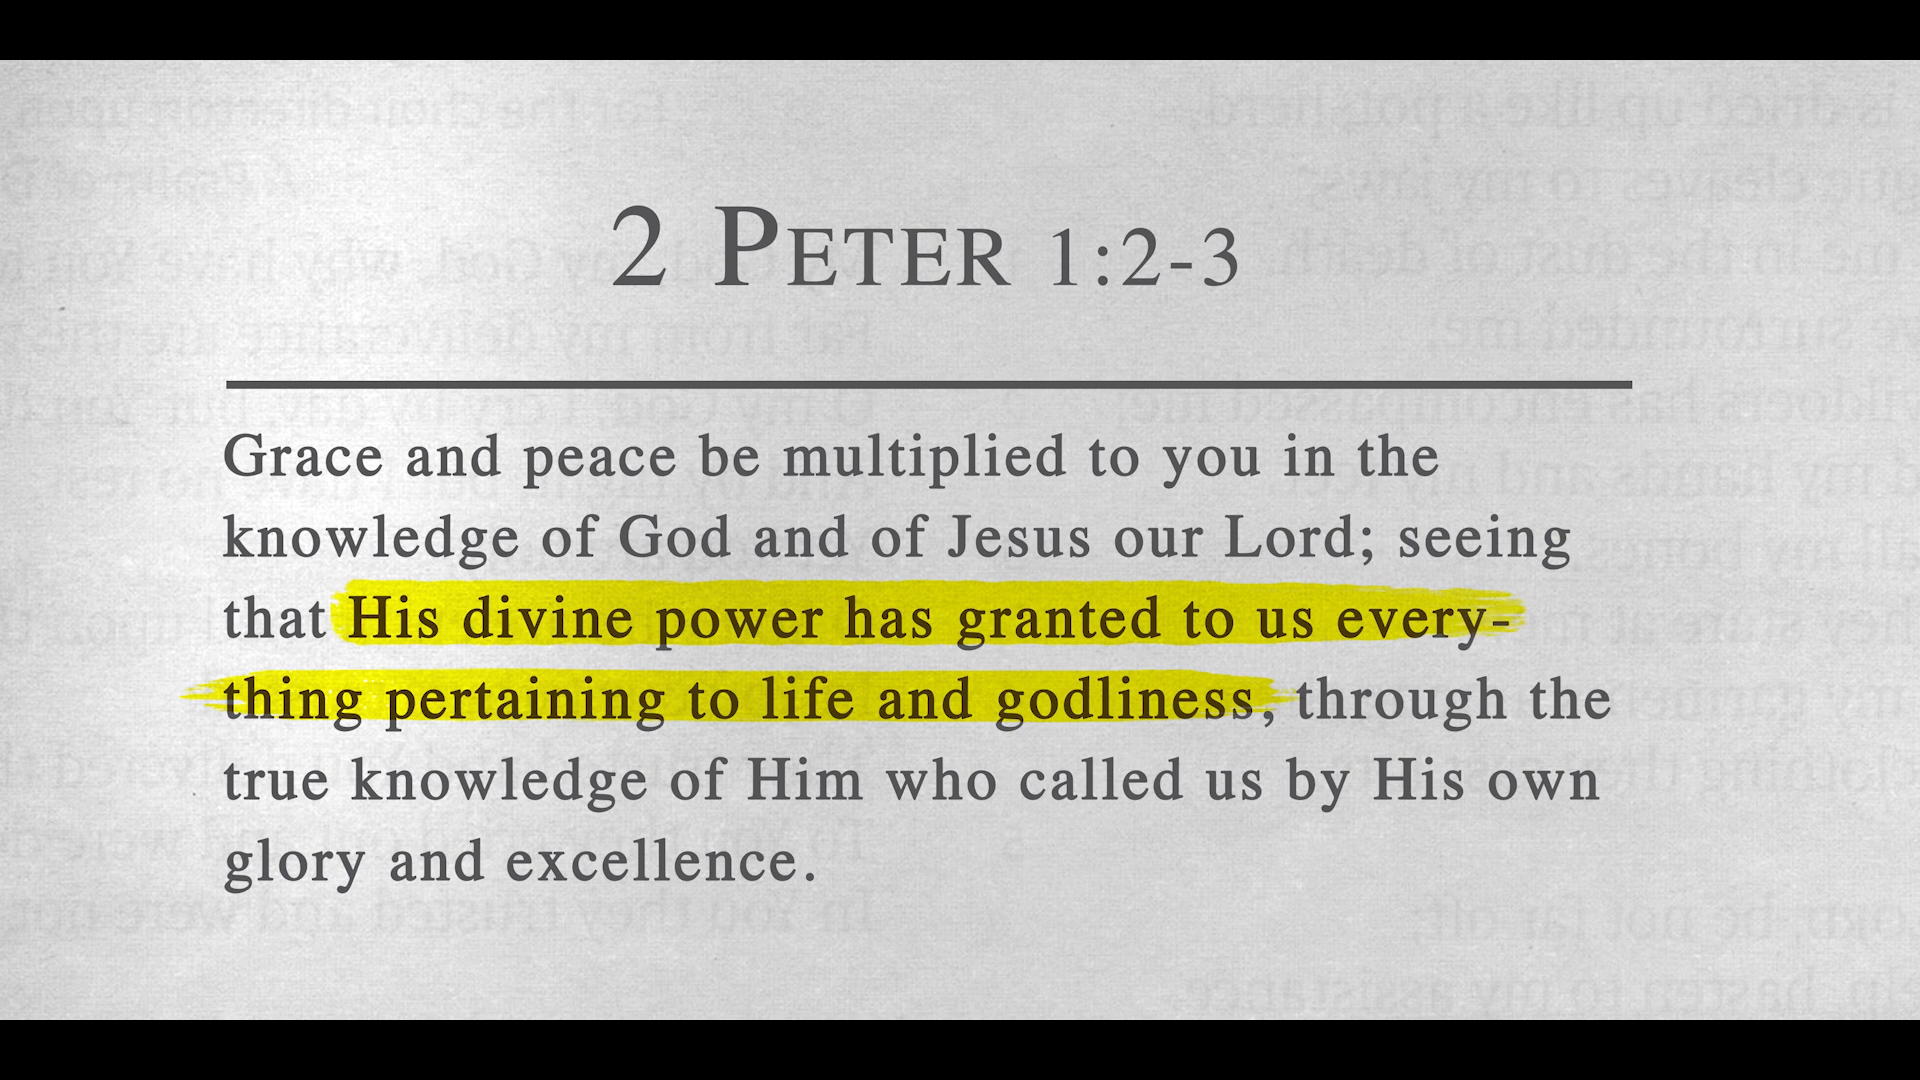 2 PETER 1:2-3
Grace and peace be multiplied to you in the
knowledge of God and of Jesus our Lord; seeing
that His divine power has granted to us every-
thing pertaining to life and godliness, through the
true knowledge of Him who called us by His own
glory and excellence.